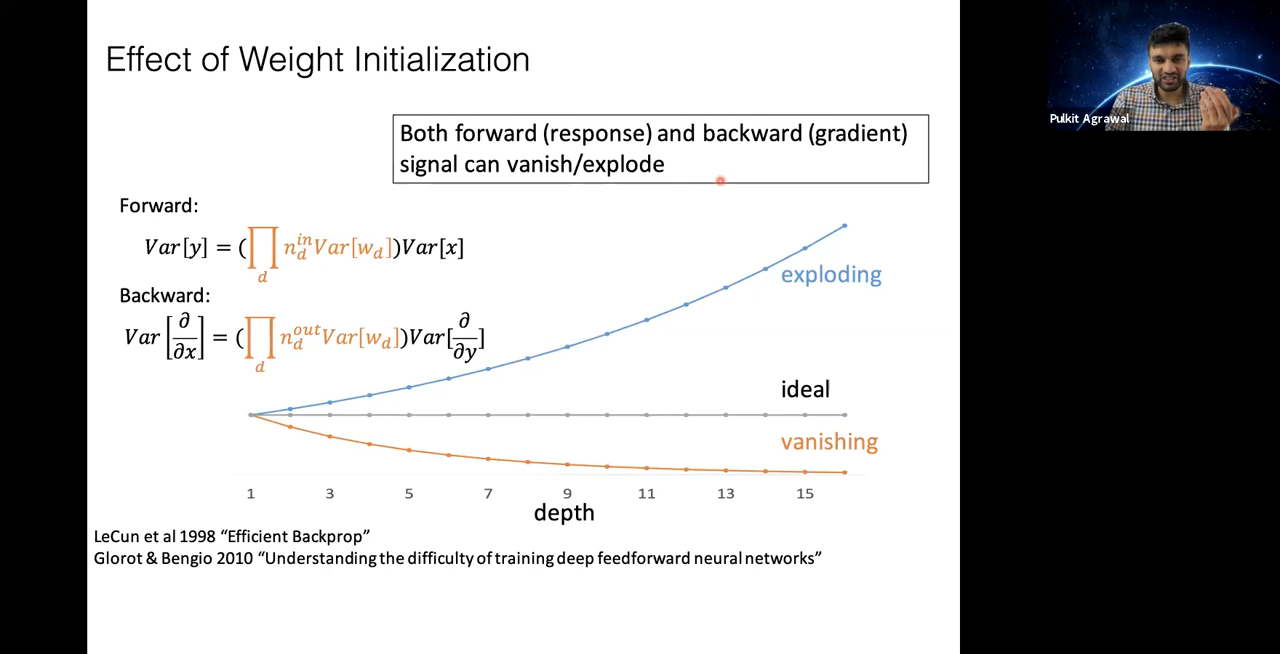 Effect of Weight Initialization
Pulkit Agrawal
Both forward (response) and backward (gradient)
signal can vanish/explode
Forward:
Var[y] = (∏_d n_d^{in} Var[w_d])Var[x]
Backward:
Var[∂/∂x] = (∏_d n_d^{out} Var[w_d])Var[∂/∂y]
exploding
ideal
vanishing
1 3 5 7 9 11 13 15
depth
LeCun et al 1998 “Efficient Backprop”
Glorot & Bengio 2010 “Understanding the difficulty of training deep feedforward neural networks”